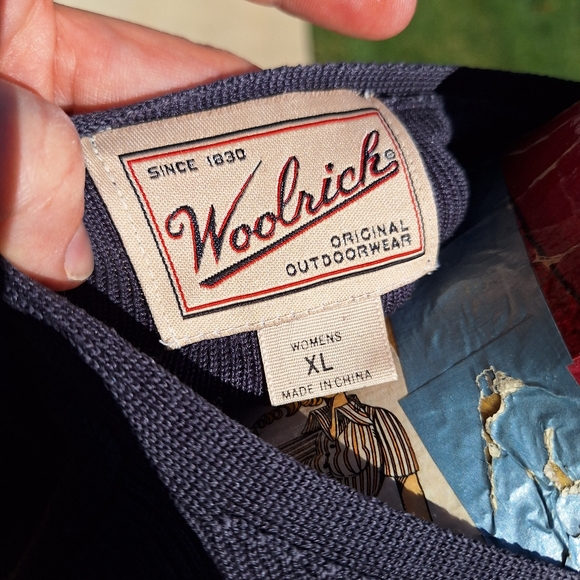 SINCE 1830
Woolrich®
ORIGINAL
OUTDOORWEAR
WOMENS
XL
MADE IN CHINA